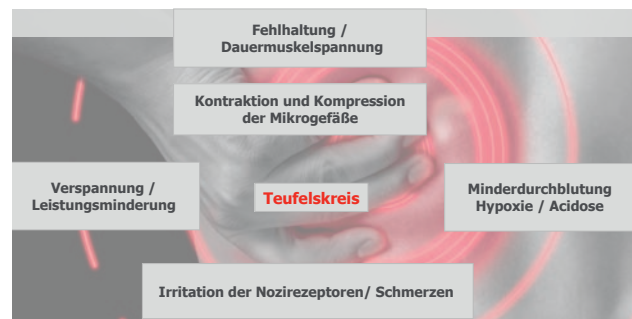 Fehlhaltung /
Dauermuskelspannung
Kontraktion und Kompression
der Mikrogefäße
Verspannung /
Leistungsminderung
Teufelskreis
Minderdurchblutung
Hypoxie / Acidose
Irritation der Nozirezeptoren/ Schmerzen